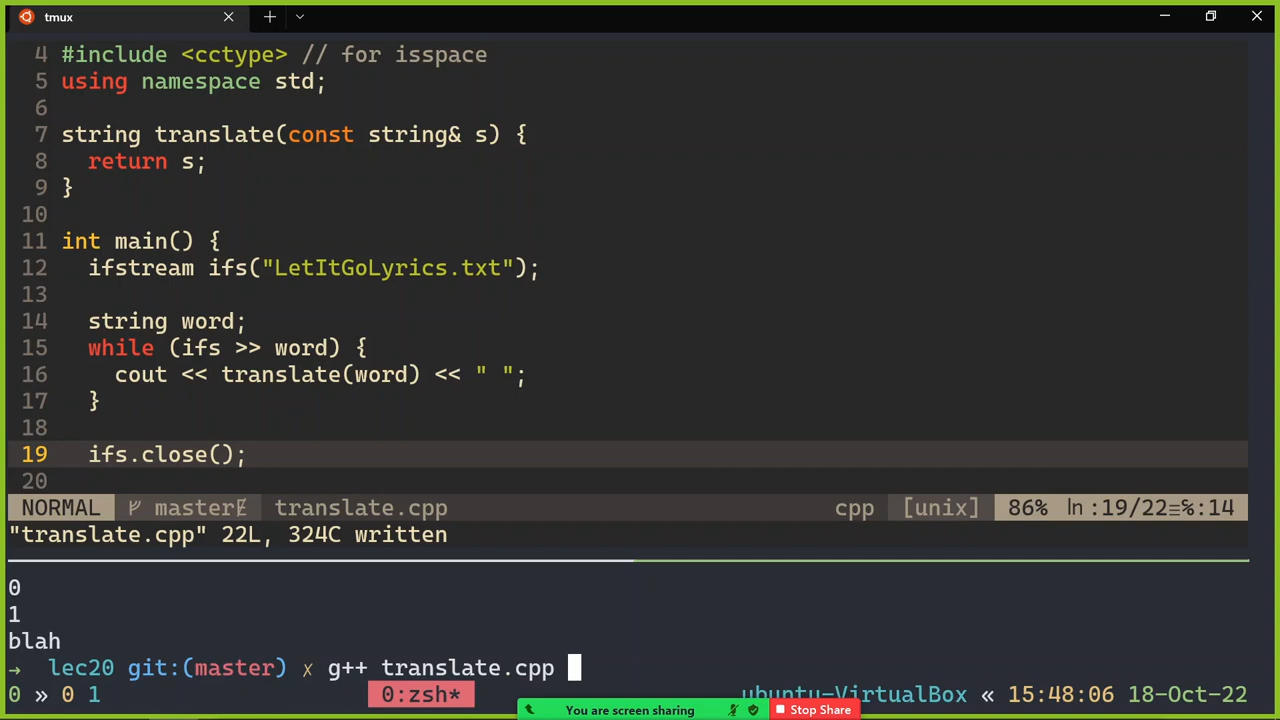 tmux
4 #include <cctype> // for isspace
5 using namespace std;
6
7 string translate(const string& s) {
8   return s;
9 }
10
11 int main() {
12   ifstream ifs("LetItGoLyrics.txt");
13
14   string word;
15   while (ifs >> word) {
16     cout << translate(word) << " ";
17   }
18
19   ifs.close();
20
NORMAL master translate.cpp cpp [unix] 86% ln :19/22≡℅:14
"translate.cpp" 22L, 324C written
0
1
blah
→ lec20 git:(master) ✗ g++ translate.cpp
0 » 0 1 0:zsh* ubuntu-VirtualBox « 15:48:06 18-Oct-22
You are screen sharing Stop Share